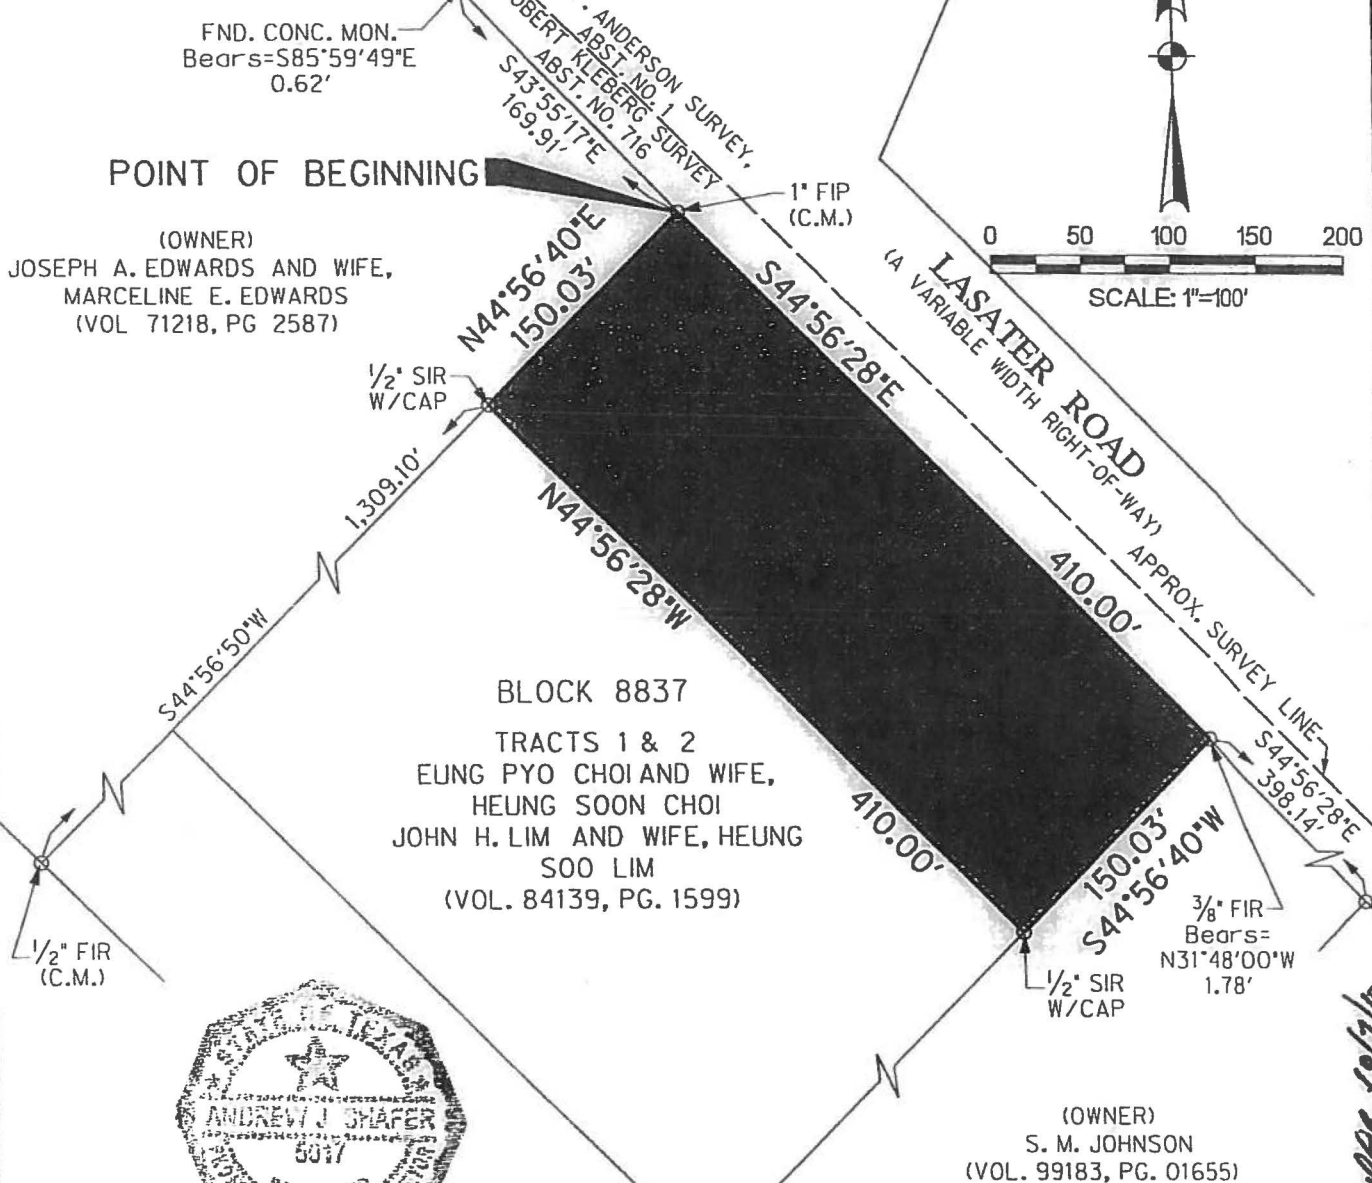 FND. CONC. MON.
Bears=S85°59'49"E
0.62'
. ANDERSON SURVEY,
ABST. NO. 1
OBERT KLEBERG SURVEY
ABST. NO. 716
S43°55'17"E
169.91'
POINT OF BEGINNING
1" FIP
(C.M.)
0 50 100 150 200
SCALE: 1"=100'
(OWNER)
JOSEPH A. EDWARDS AND WIFE,
MARCELINE E. EDWARDS
(VOL 71218, PG 2587)
N44°56'40"E
150.03'
S44°56'28"E
410.00'
LASATER ROAD
(A VARIABLE WIDTH RIGHT-OF-WAY)
1/2" SIR
W/CAP
1,309.10'
S44°56'50"W
N44°56'28"W
410.00'
APPROX. SURVEY LINE
S44°56'28"E
398.14'
BLOCK 8837
TRACTS 1 & 2
EUNG PYO CHOI AND WIFE,
HEUNG SOON CHOI
JOHN H. LIM AND WIFE, HEUNG
SOO LIM
(VOL. 84139, PG. 1599)
150.03'
S44°56'40"W
3/8" FIR
Bears=
N31°48'00"W
1.78'
1/2" FIR
(C.M.)
1/2" SIR
W/CAP
STATE OF TEXAS
ANDREW J. SHAFER
5017
(OWNER)
S. M. JOHNSON
(VOL. 99183, PG. 01655)